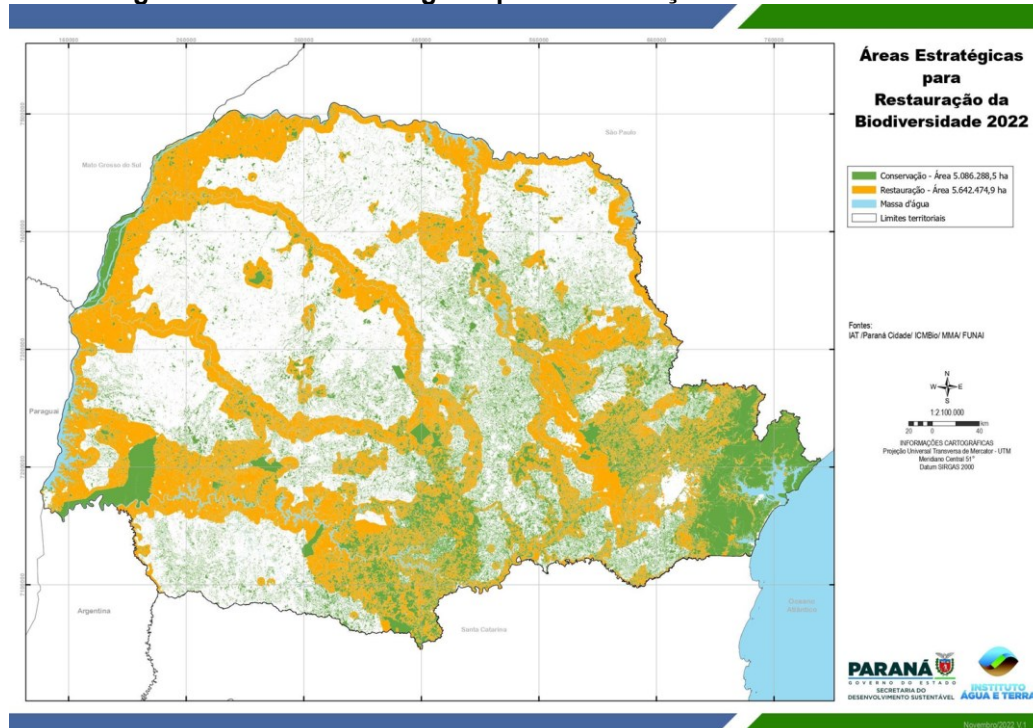 Áreas Estratégicas
para
Restauração da
Biodiversidade 2022
Conservação - Área 5.086.288,5 ha
Restauração - Área 5.642.474,9 ha
Massa d'água
Limites territoriais
São Paulo
Mato Grosso do Sul
Paraguai
Argentina
Santa Catarina
Oceano
Atlântico
Fontes:
IAT /Paraná Cidade/ ICMBio/ MMA/ FUNAI
N
W
E
S
1:2.100.000
20 0 40
km
INFORMAÇÕES CARTOGRÁFICAS
Projeção Universal Transversa de Mercator - UTM
Meridiano Central 51°
Datum SIRGAS 2000
PARANÁ
GOVERNO DO ESTADO
SECRETARIA DO
DESENVOLVIMENTO SUSTENTÁVEL
INSTITUTO
ÁGUA E TERRA
Novembro/2022 V.1